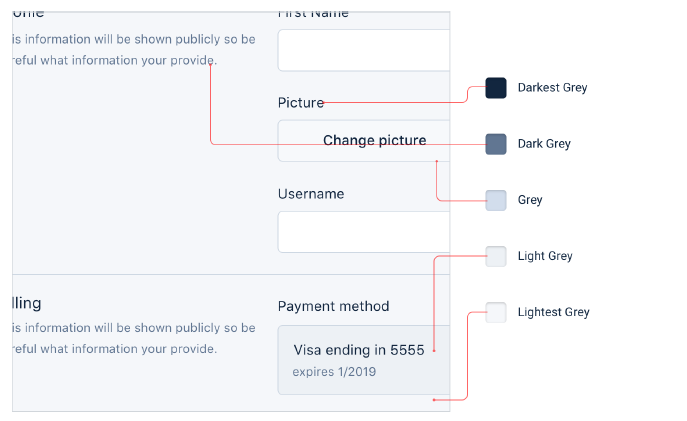 First Name
is information will be shown publicly so be
reful what information your provide.
Picture
Change picture
Username
lling
is information will be shown publicly so be
reful what information your provide.
Payment method
Visa ending in 5555
expires 1/2019
Darkest Grey
Dark Grey
Grey
Light Grey
Lightest Grey